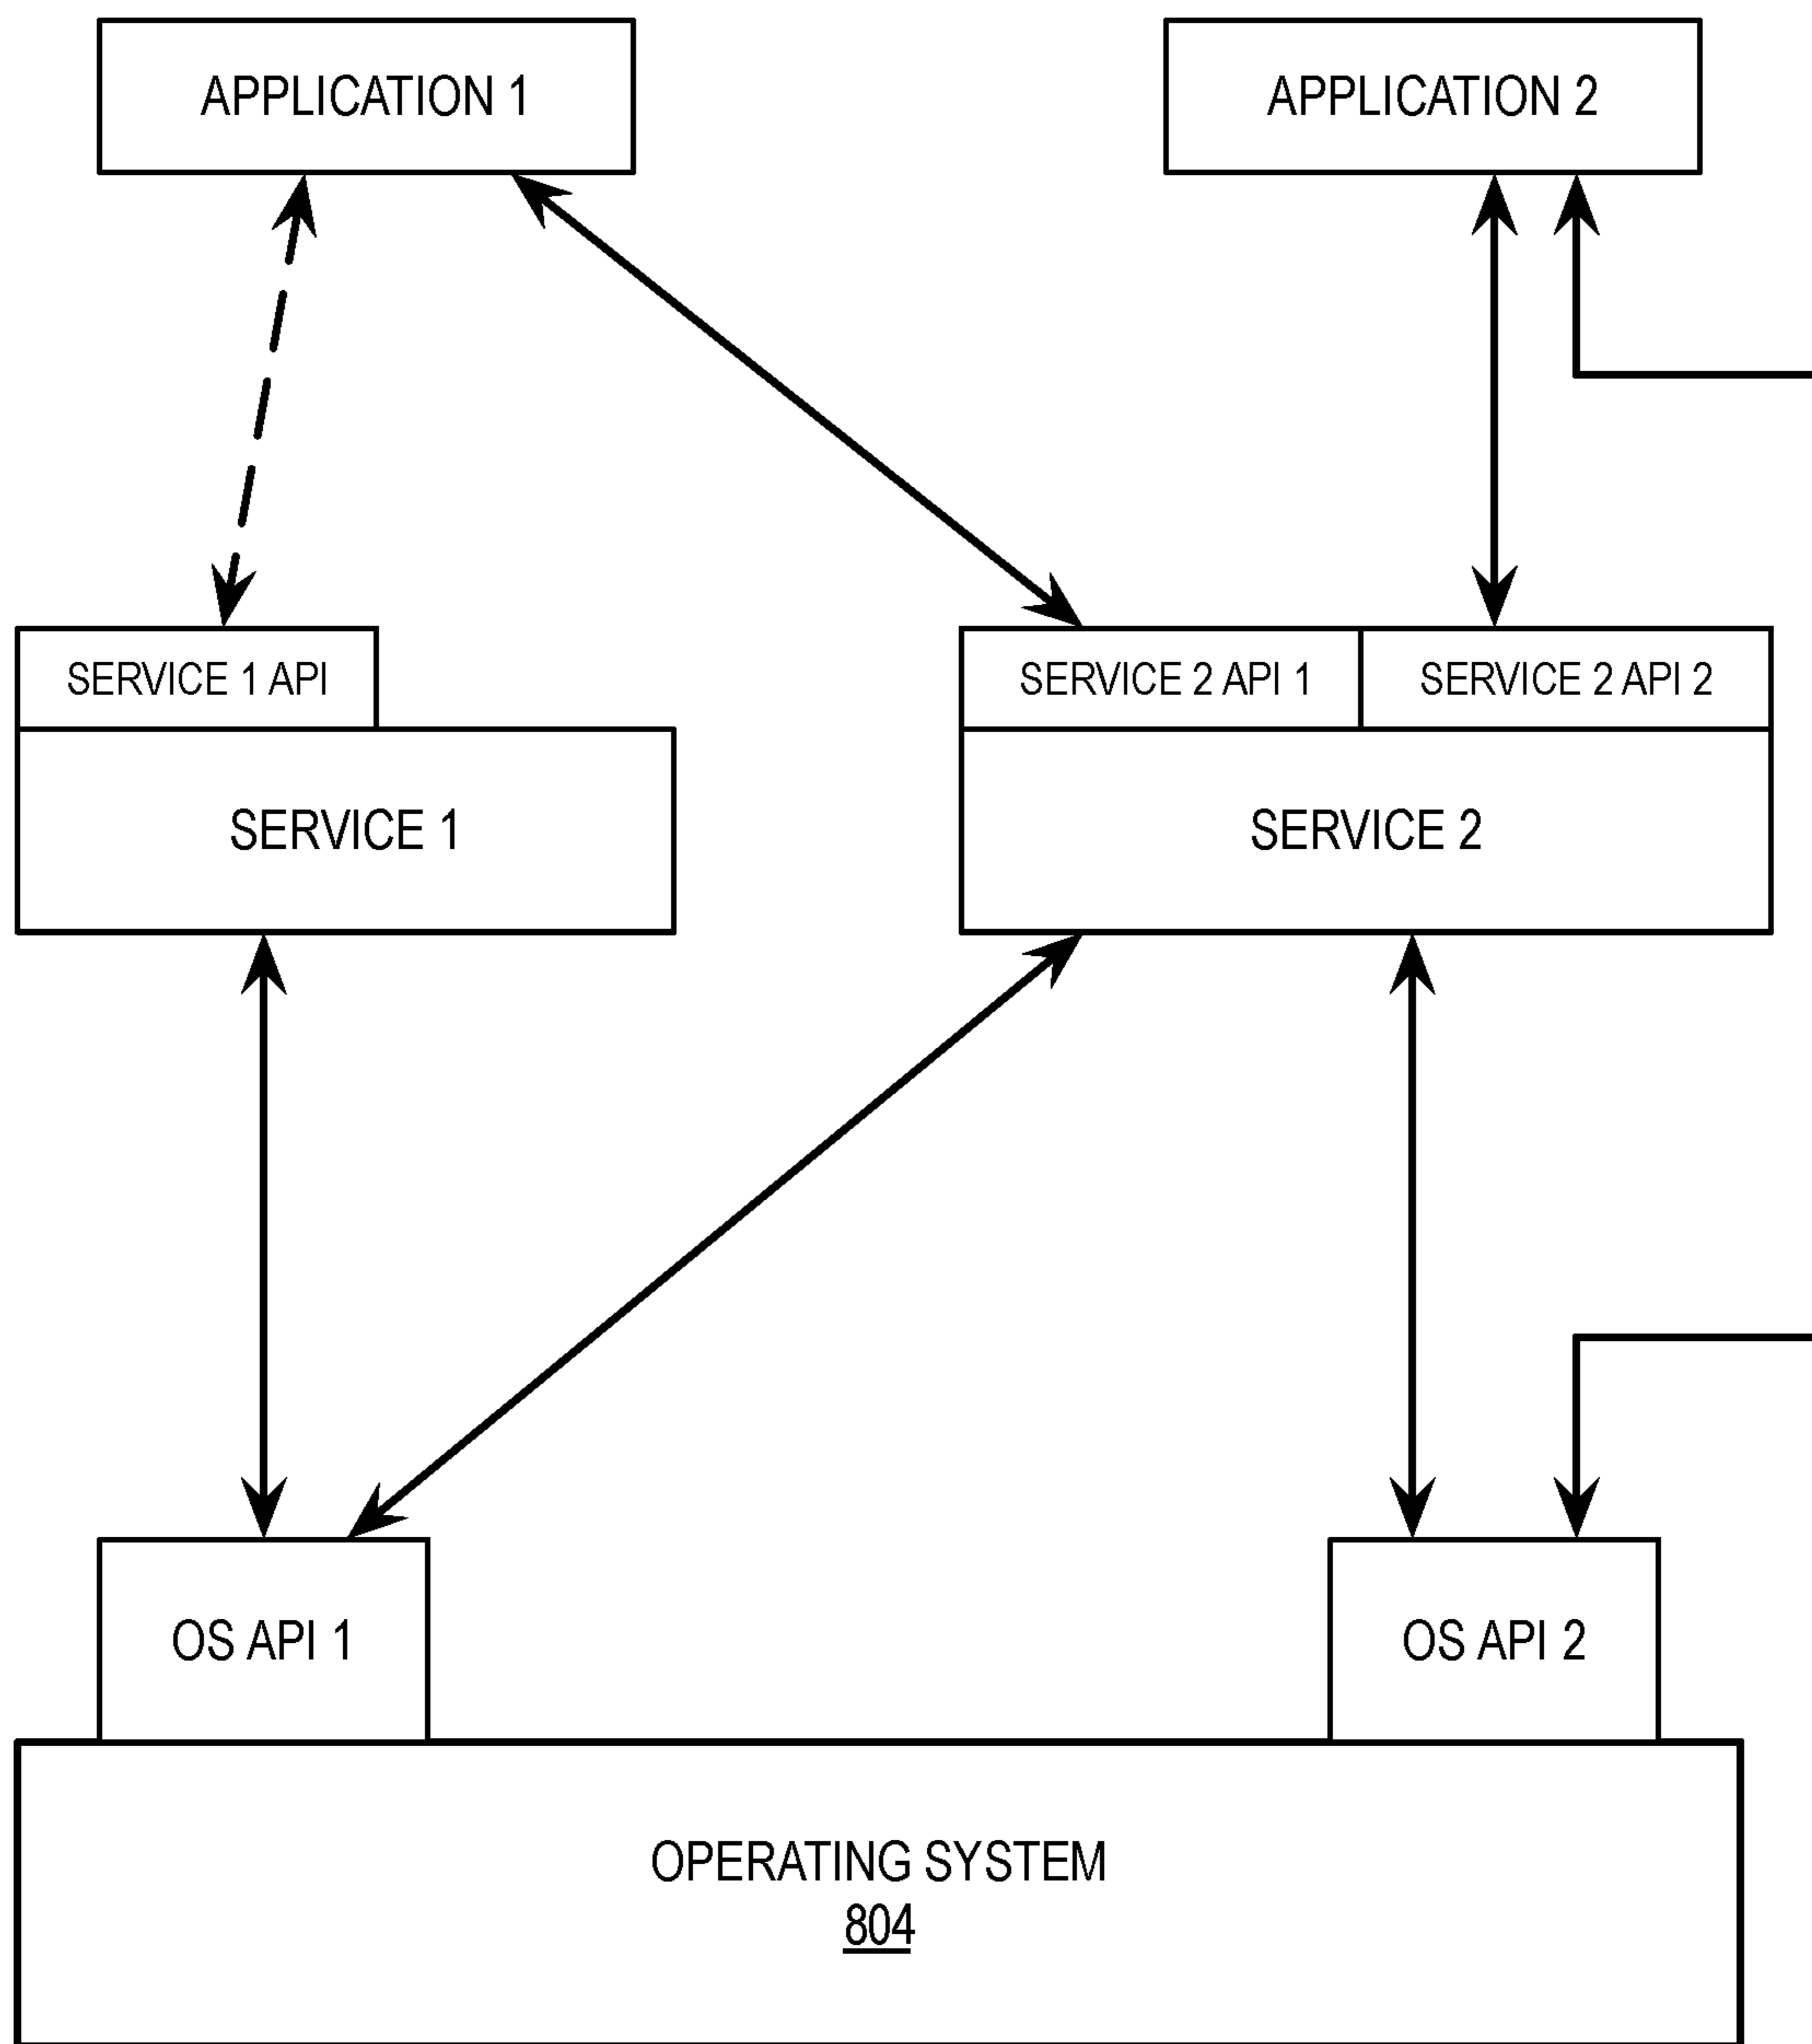 APPLICATION 1
APPLICATION 2
SERVICE 1 API
SERVICE 2 API 1
SERVICE 2 API 2
SERVICE 1
SERVICE 2
OS API 1
OS API 2
OPERATING SYSTEM
804